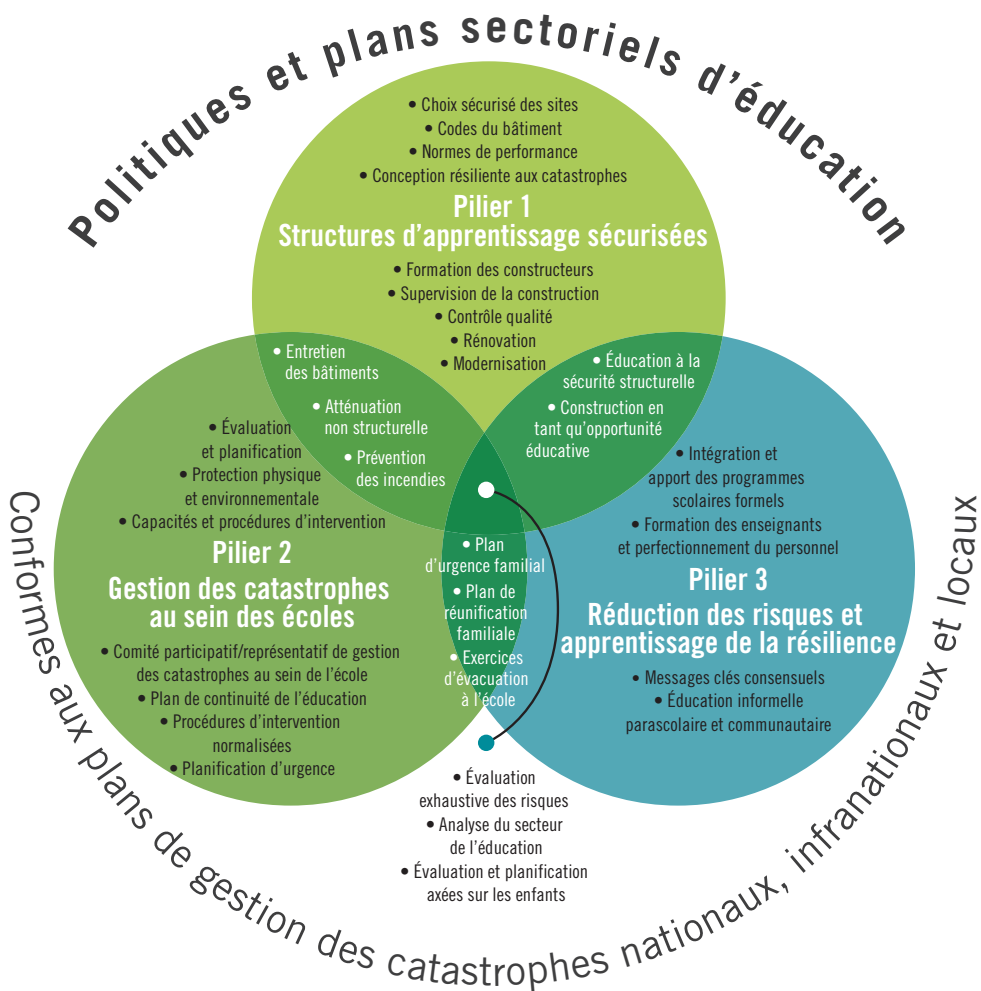 Politiques et plans sectoriels d'éducation
• Choix sécurisé des sites
• Codes du bâtiment
• Normes de performance
• Conception résiliente aux catastrophes
Pilier 1
Structures d'apprentissage sécurisées
• Formation des constructeurs
• Supervision de la construction
• Contrôle qualité
• Rénovation
• Modernisation
• Entretien
des bâtiments
• Atténuation
non structurelle
• Prévention
des incendies
• Éducation à la
sécurité structurelle
• Construction en
tant qu'opportunité
éducative
• Évaluation
et planification
• Protection physique
et environnementale
• Capacités et procédures d'intervention
Pilier 2
Gestion des catastrophes
au sein des écoles
• Comité participatif/représentatif de gestion
des catastrophes au sein de l'école
• Plan de continuité de l'éducation
• Procédures d'intervention
normalisées
• Planification d'urgence
• Plan
d'urgence familial
• Plan de
réunification
familiale
• Exercices
d'évacuation
à l'école
• Intégration et
apport des programmes
scolaires formels
• Formation des enseignants
et perfectionnement du personnel
Pilier 3
Réduction des risques et
apprentissage de la résilience
• Messages clés consensuels
• Éducation informelle
parascolaire et communautaire
• Évaluation
exhaustive des risques
• Analyse du secteur
de l'éducation
• Évaluation et planification
axées sur les enfants
Conformes aux plans de gestion des catastrophes nationaux, infranationaux et locaux